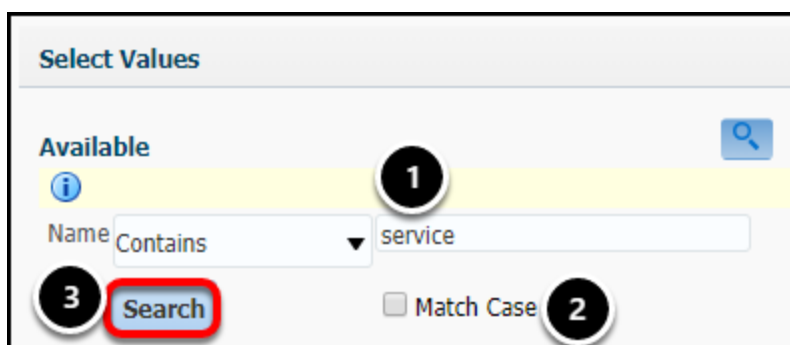 Select Values
Available
1
Name Contains service
3 Search Match Case 2